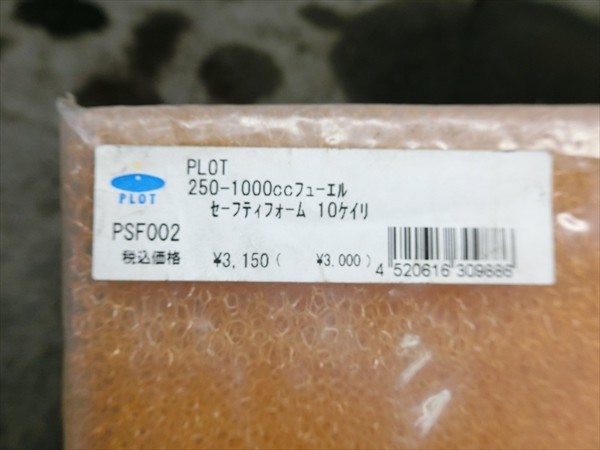 PLOT
PLOT
250-1000ccフューエル
セーフティフォーム 10ケイリ
PSF002
税込価格 ¥3,150( ¥3,000)
4 520616 309886